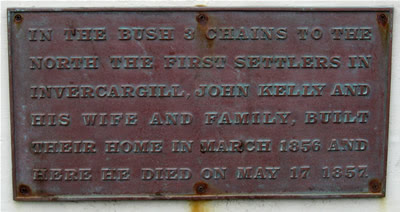 IN THE BUSH 3 CHAINS TO THE
NORTH THE FIRST SETTLERS IN
INVERCARGILL, JOHN KELLY AND
HIS WIFE AND FAMILY, BUILT
THEIR HOME IN MARCH 1856 AND
HERE HE DIED ON MAY 17 1857.